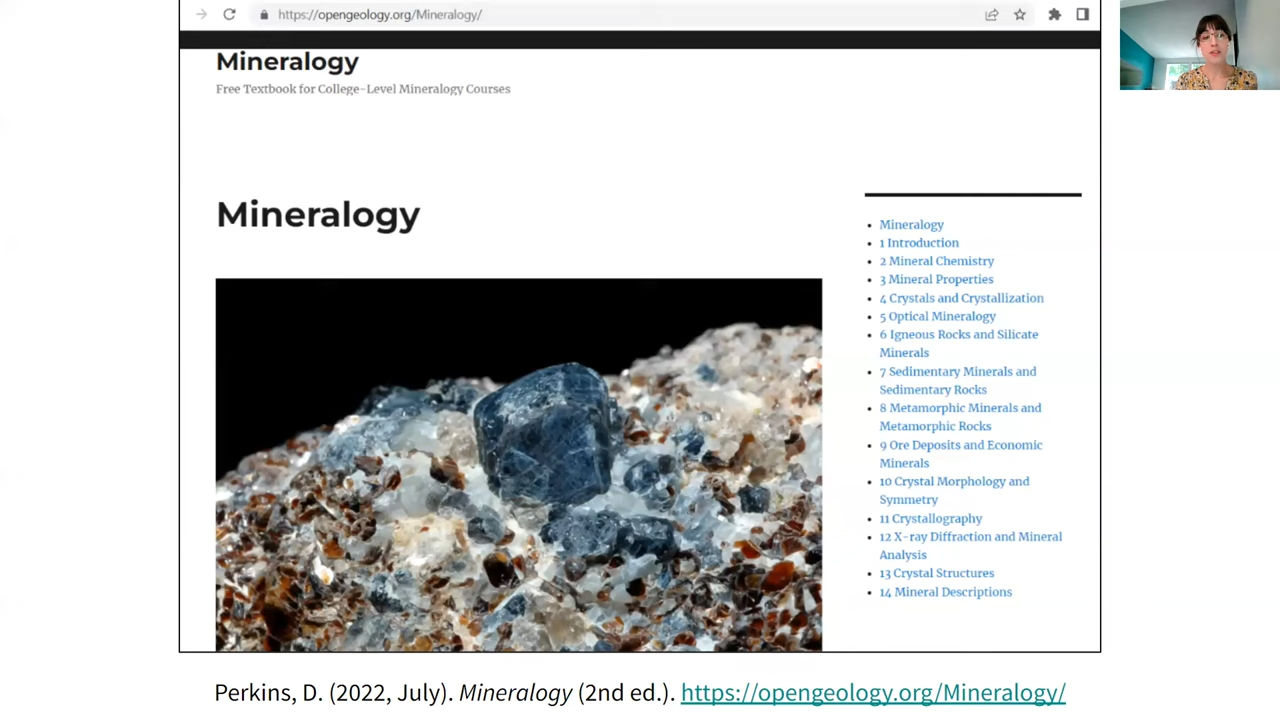 https://opengeology.org/Mineralogy/
Mineralogy
Free Textbook for College-Level Mineralogy Courses
Mineralogy
Mineralogy
1 Introduction
2 Mineral Chemistry
3 Mineral Properties
4 Crystals and Crystallization
5 Optical Mineralogy
6 Igneous Rocks and Silicate
Minerals
7 Sedimentary Minerals and
Sedimentary Rocks
8 Metamorphic Minerals and
Metamorphic Rocks
9 Ore Deposits and Economic
Minerals
10 Crystal Morphology and
Symmetry
11 Crystallography
12 X-ray Diffraction and Mineral
Analysis
13 Crystal Structures
14 Mineral Descriptions
Perkins, D. (2022, July). Mineralogy (2nd ed.). https://opengeology.org/Mineralogy/